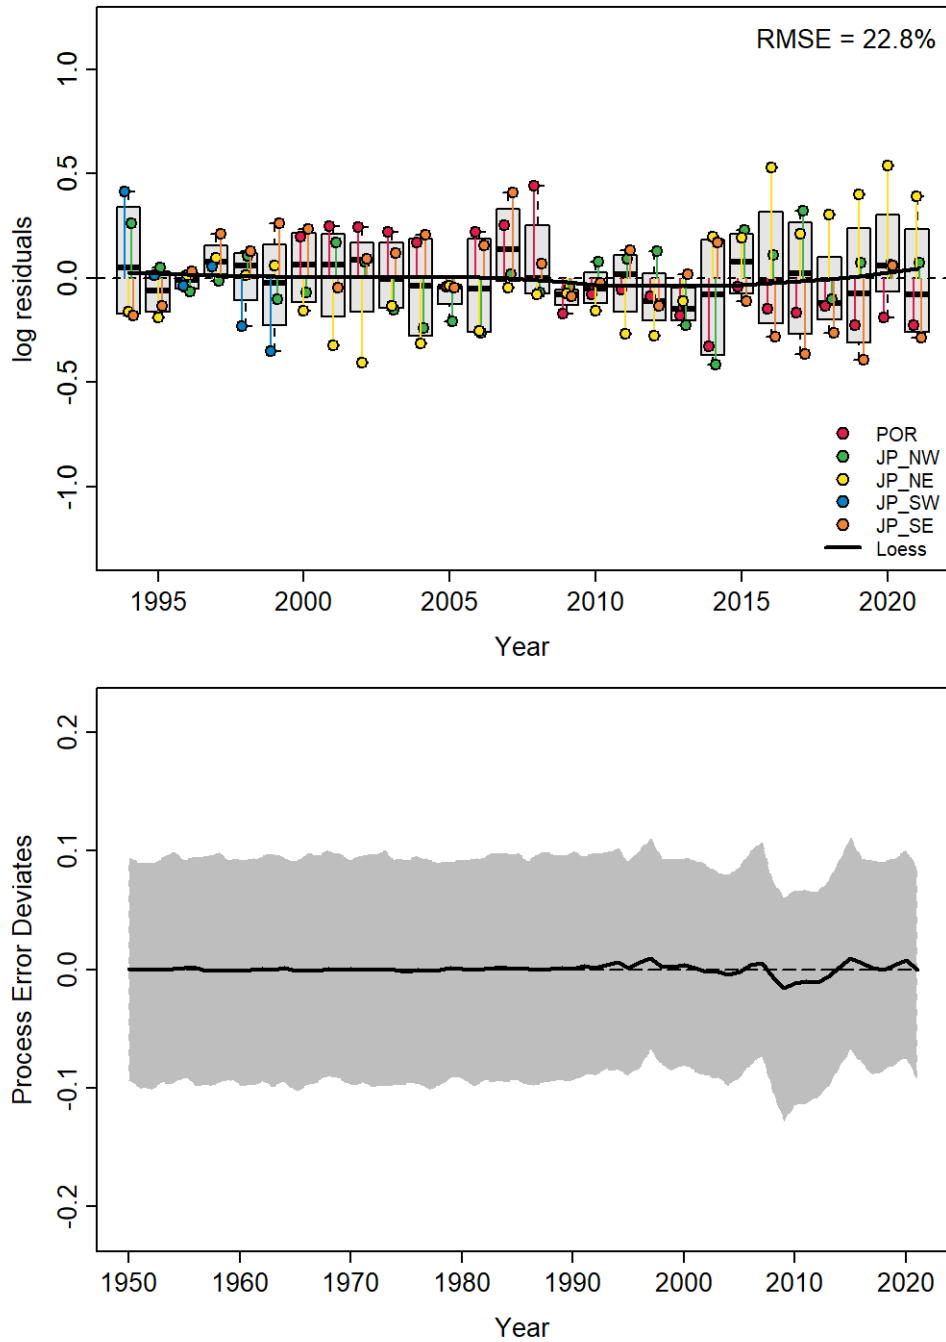 RMSE = 22.8%
1.0
0.5
0.0
-0.5
-1.0
log residuals
POR
JP_NW
JP_NE
JP_SW
JP_SE
Loess
1995 2000 2005 2010 2015 2020
Year
0.2
0.1
0.0
-0.1
-0.2
Process Error Deviates
1950 1960 1970 1980 1990 2000 2010 2020
Year